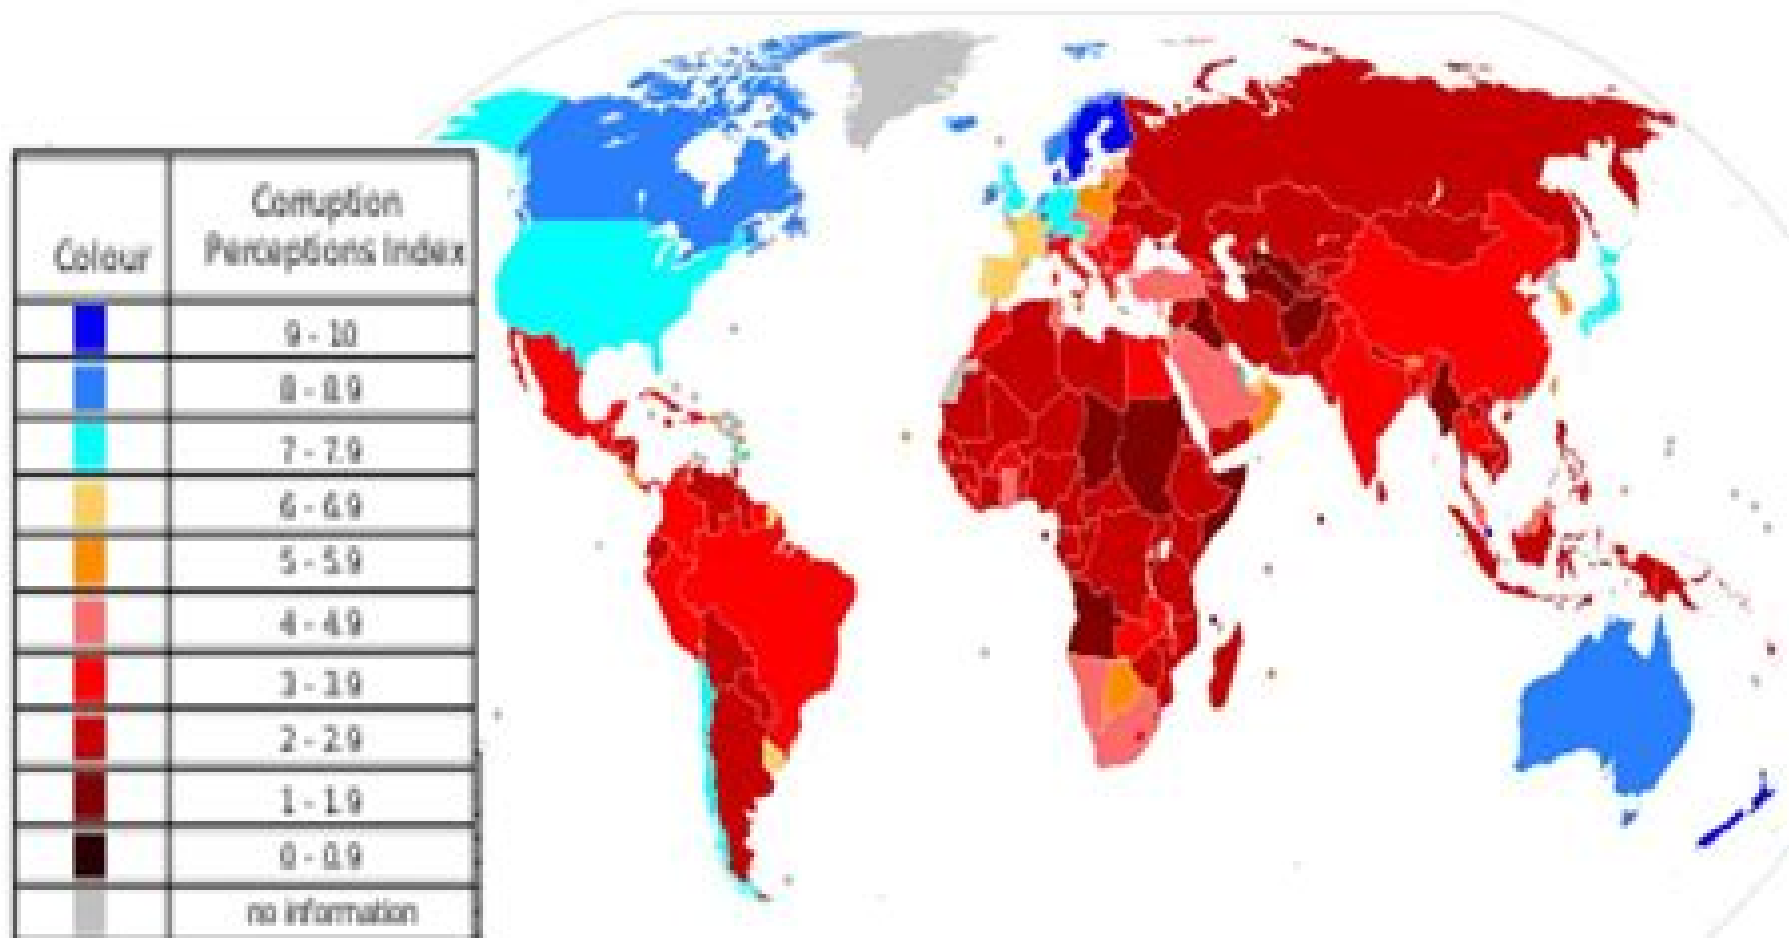 Colour
Corruption
Perceptions Index
9 - 10
8 - 8.9
7 - 7.9
6 - 6.9
5 - 5.9
4 - 4.9
3 - 3.9
2 - 2.9
1 - 1.9
0 - 0.9
no information